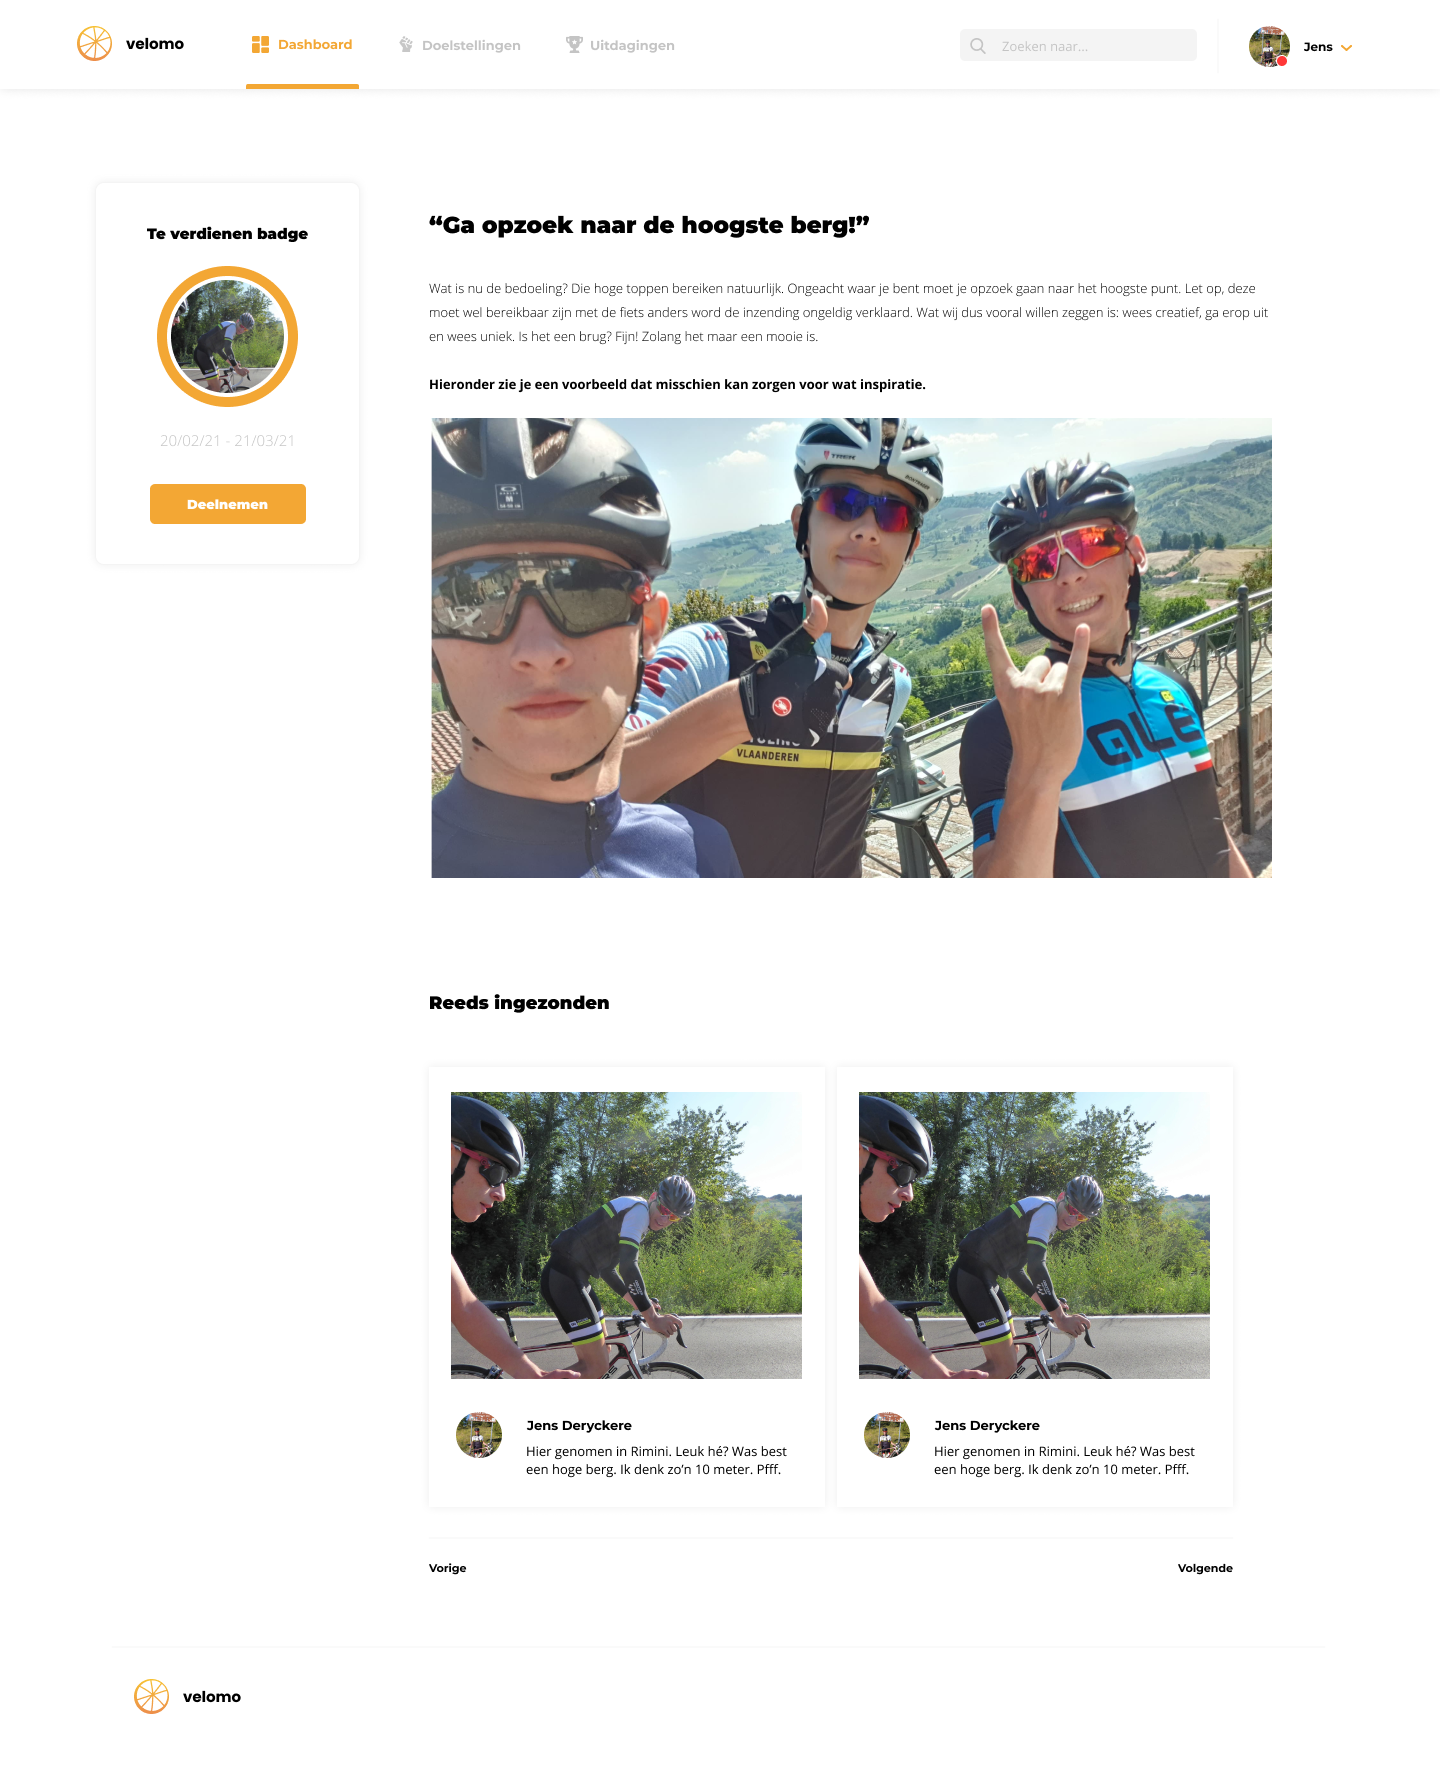 velomo
Dashboard
Doelstellingen
Uitdagingen
Zoeken naar...
Jens
Te verdienen badge
20/02/21 - 21/03/21
Deelnemen
“Ga opzoek naar de hoogste berg!”
Wat is nu de bedoeling? Die hoge toppen bereiken natuurlijk. Ongeacht waar je bent moet je opzoek gaan naar het hoogste punt. Let op, deze
moet wel bereikbaar zijn met de fiets anders word de inzending ongeldig verklaard. Wat wij dus vooral willen zeggen is: wees creatief, ga erop uit
en wees uniek. Is het een brug? Fijn! Zolang het maar een mooie is.
Hieronder zie je een voorbeeld dat misschien kan zorgen voor wat inspiratie.
TREK
M
CYCLING
VLAANDEREN
ALE
Reeds ingezonden
Jens Deryckere
Hier genomen in Rimini. Leuk hé? Was best
een hoge berg. Ik denk zo’n 10 meter. Pfff.
Jens Deryckere
Hier genomen in Rimini. Leuk hé? Was best
een hoge berg. Ik denk zo’n 10 meter. Pfff.
Vorige
Volgende
velomo